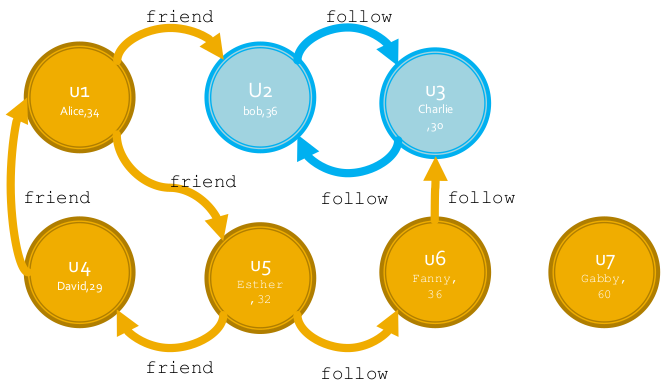 friend
follow
u1
Alice,34
U2
bob,36
u3
Charlie
,30
friend
friend
follow
follow
u4
David,29
u5
Esther
,32
u6
Fanny,
36
u7
Gabby,
60
friend
follow